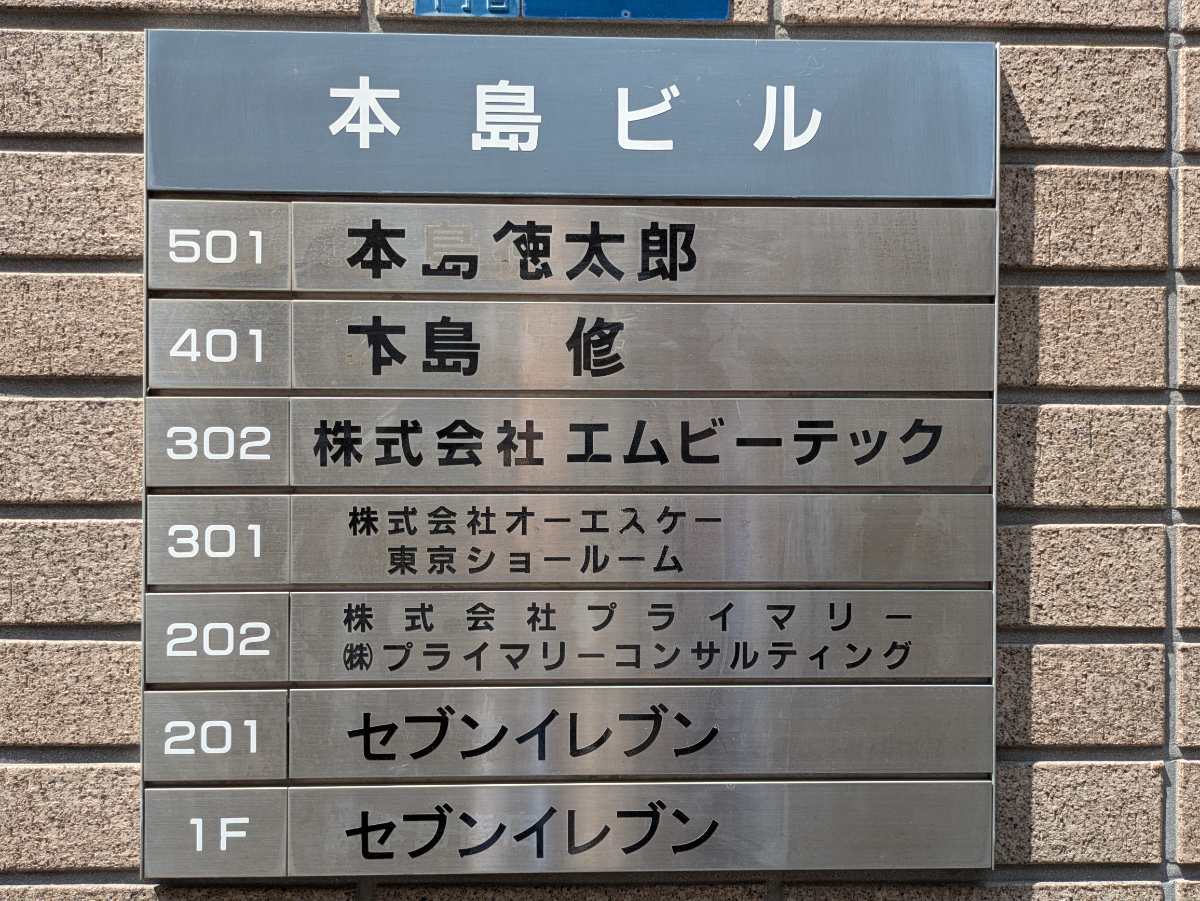 本島ビル
501 本島徳太郎
401 本島 修
302 株式会社 エムビーテック
301 株式会社オーエスケー
東京ショールーム
202 株式会社プライマリー
㈱プライマリーコンサルティング
201 セブンイレブン
1F セブンイレブン